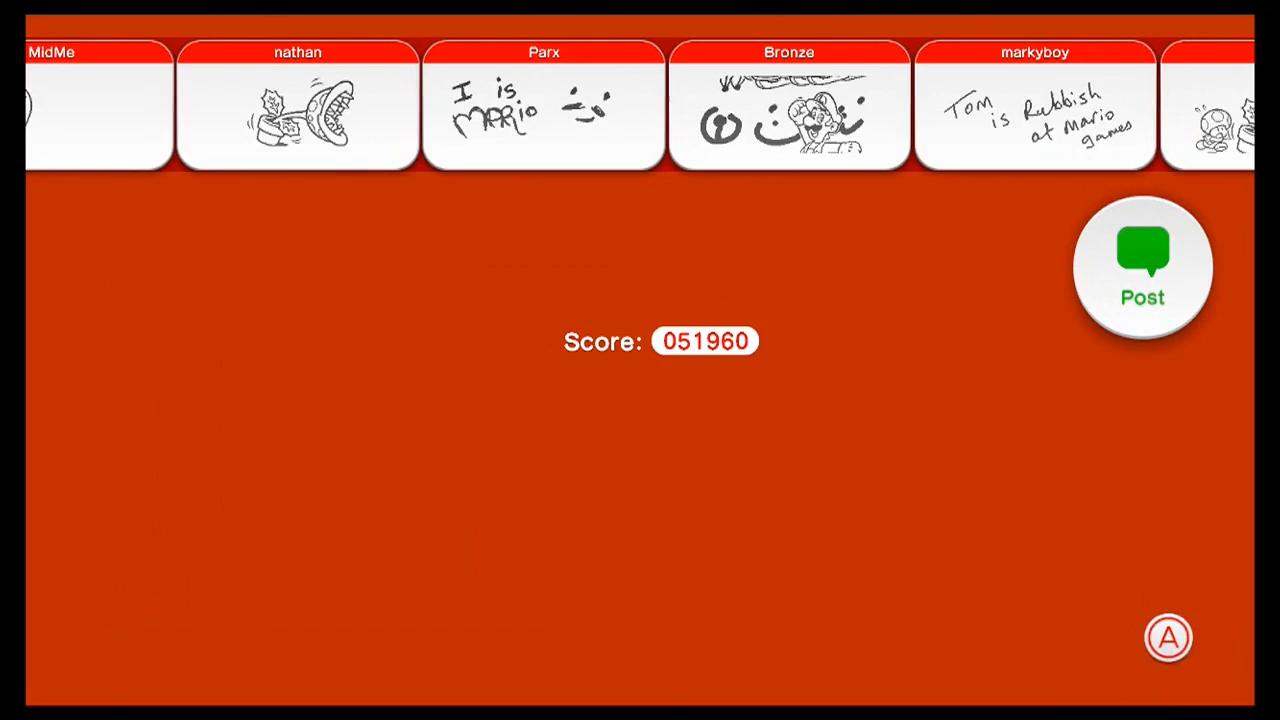 MidMe
nathan
Parx
Bronze
markyboy
I is
MARio
Tom
is Rubbish
at Mario
games
Post
Score: 051960
A